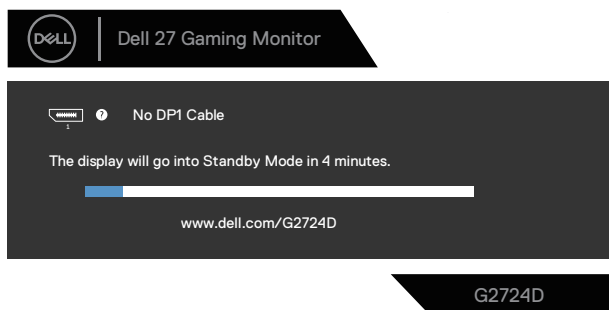 DELL
Dell 27 Gaming Monitor
? No DP1 Cable
1
The display will go into Standby Mode in 4 minutes.
www.dell.com/G2724D
G2724D